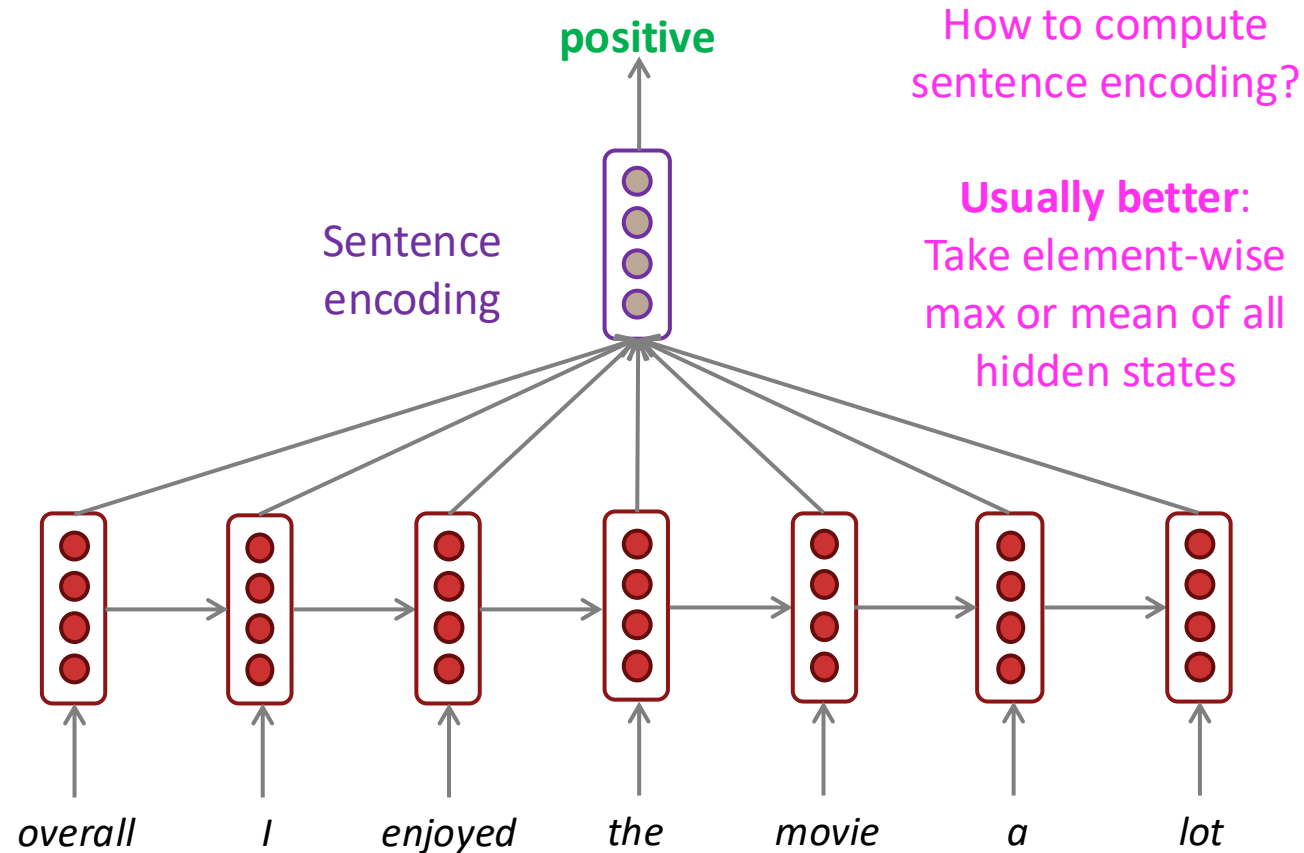 positive
How to compute
sentence encoding?
Usually better:
Take element-wise
max or mean of all
hidden states
Sentence
encoding
overall I enjoyed the movie a lot